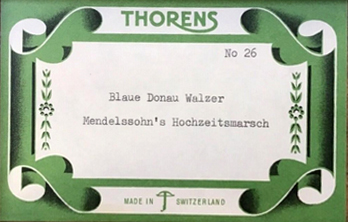 THORENS
No 26
Blaue Donau Walzer
Mendelssohn's Hochzeitsmarsch
MADE IN SWITZERLAND